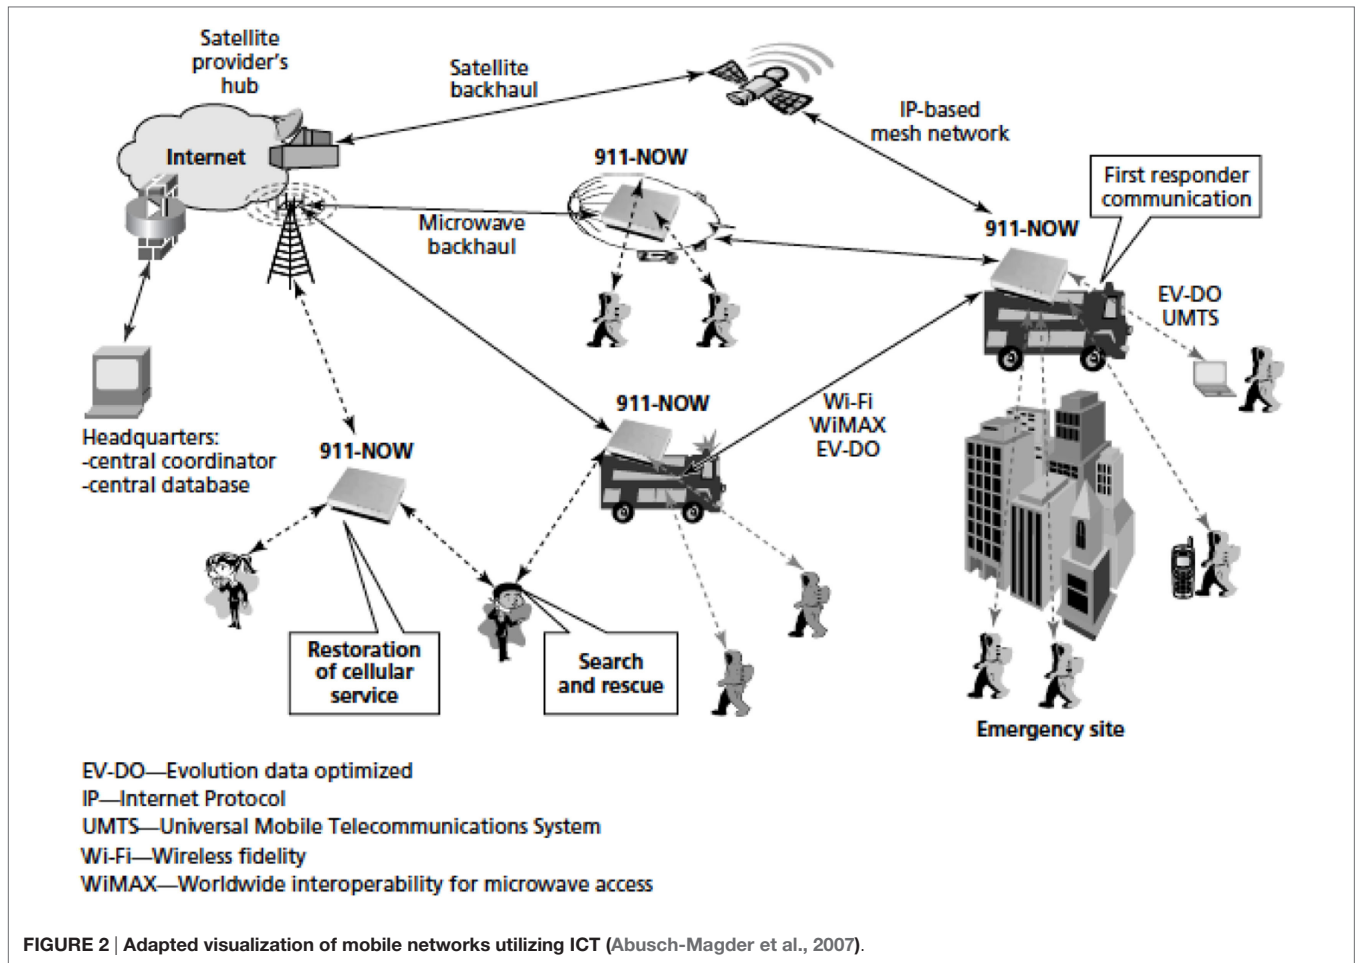 Satellite
provider's
hub
Satellite
backhaul
IP-based
mesh network
Internet
911-NOW
First responder
communication
Microwave
backhaul
911-NOW
EV-DO
UMTS
Headquarters:
-central coordinator
-central database
911-NOW
911-NOW
Wi-Fi
WiMAX
EV-DO
Restoration
of cellular
service
Search
and rescue
Emergency site
EV-DO—Evolution data optimized
IP—Internet Protocol
UMTS—Universal Mobile Telecommunications System
Wi-Fi—Wireless fidelity
WiMAX—Worldwide interoperability for microwave access
FIGURE 2 | Adapted visualization of mobile networks utilizing ICT (Abusch-Magder et al., 2007).